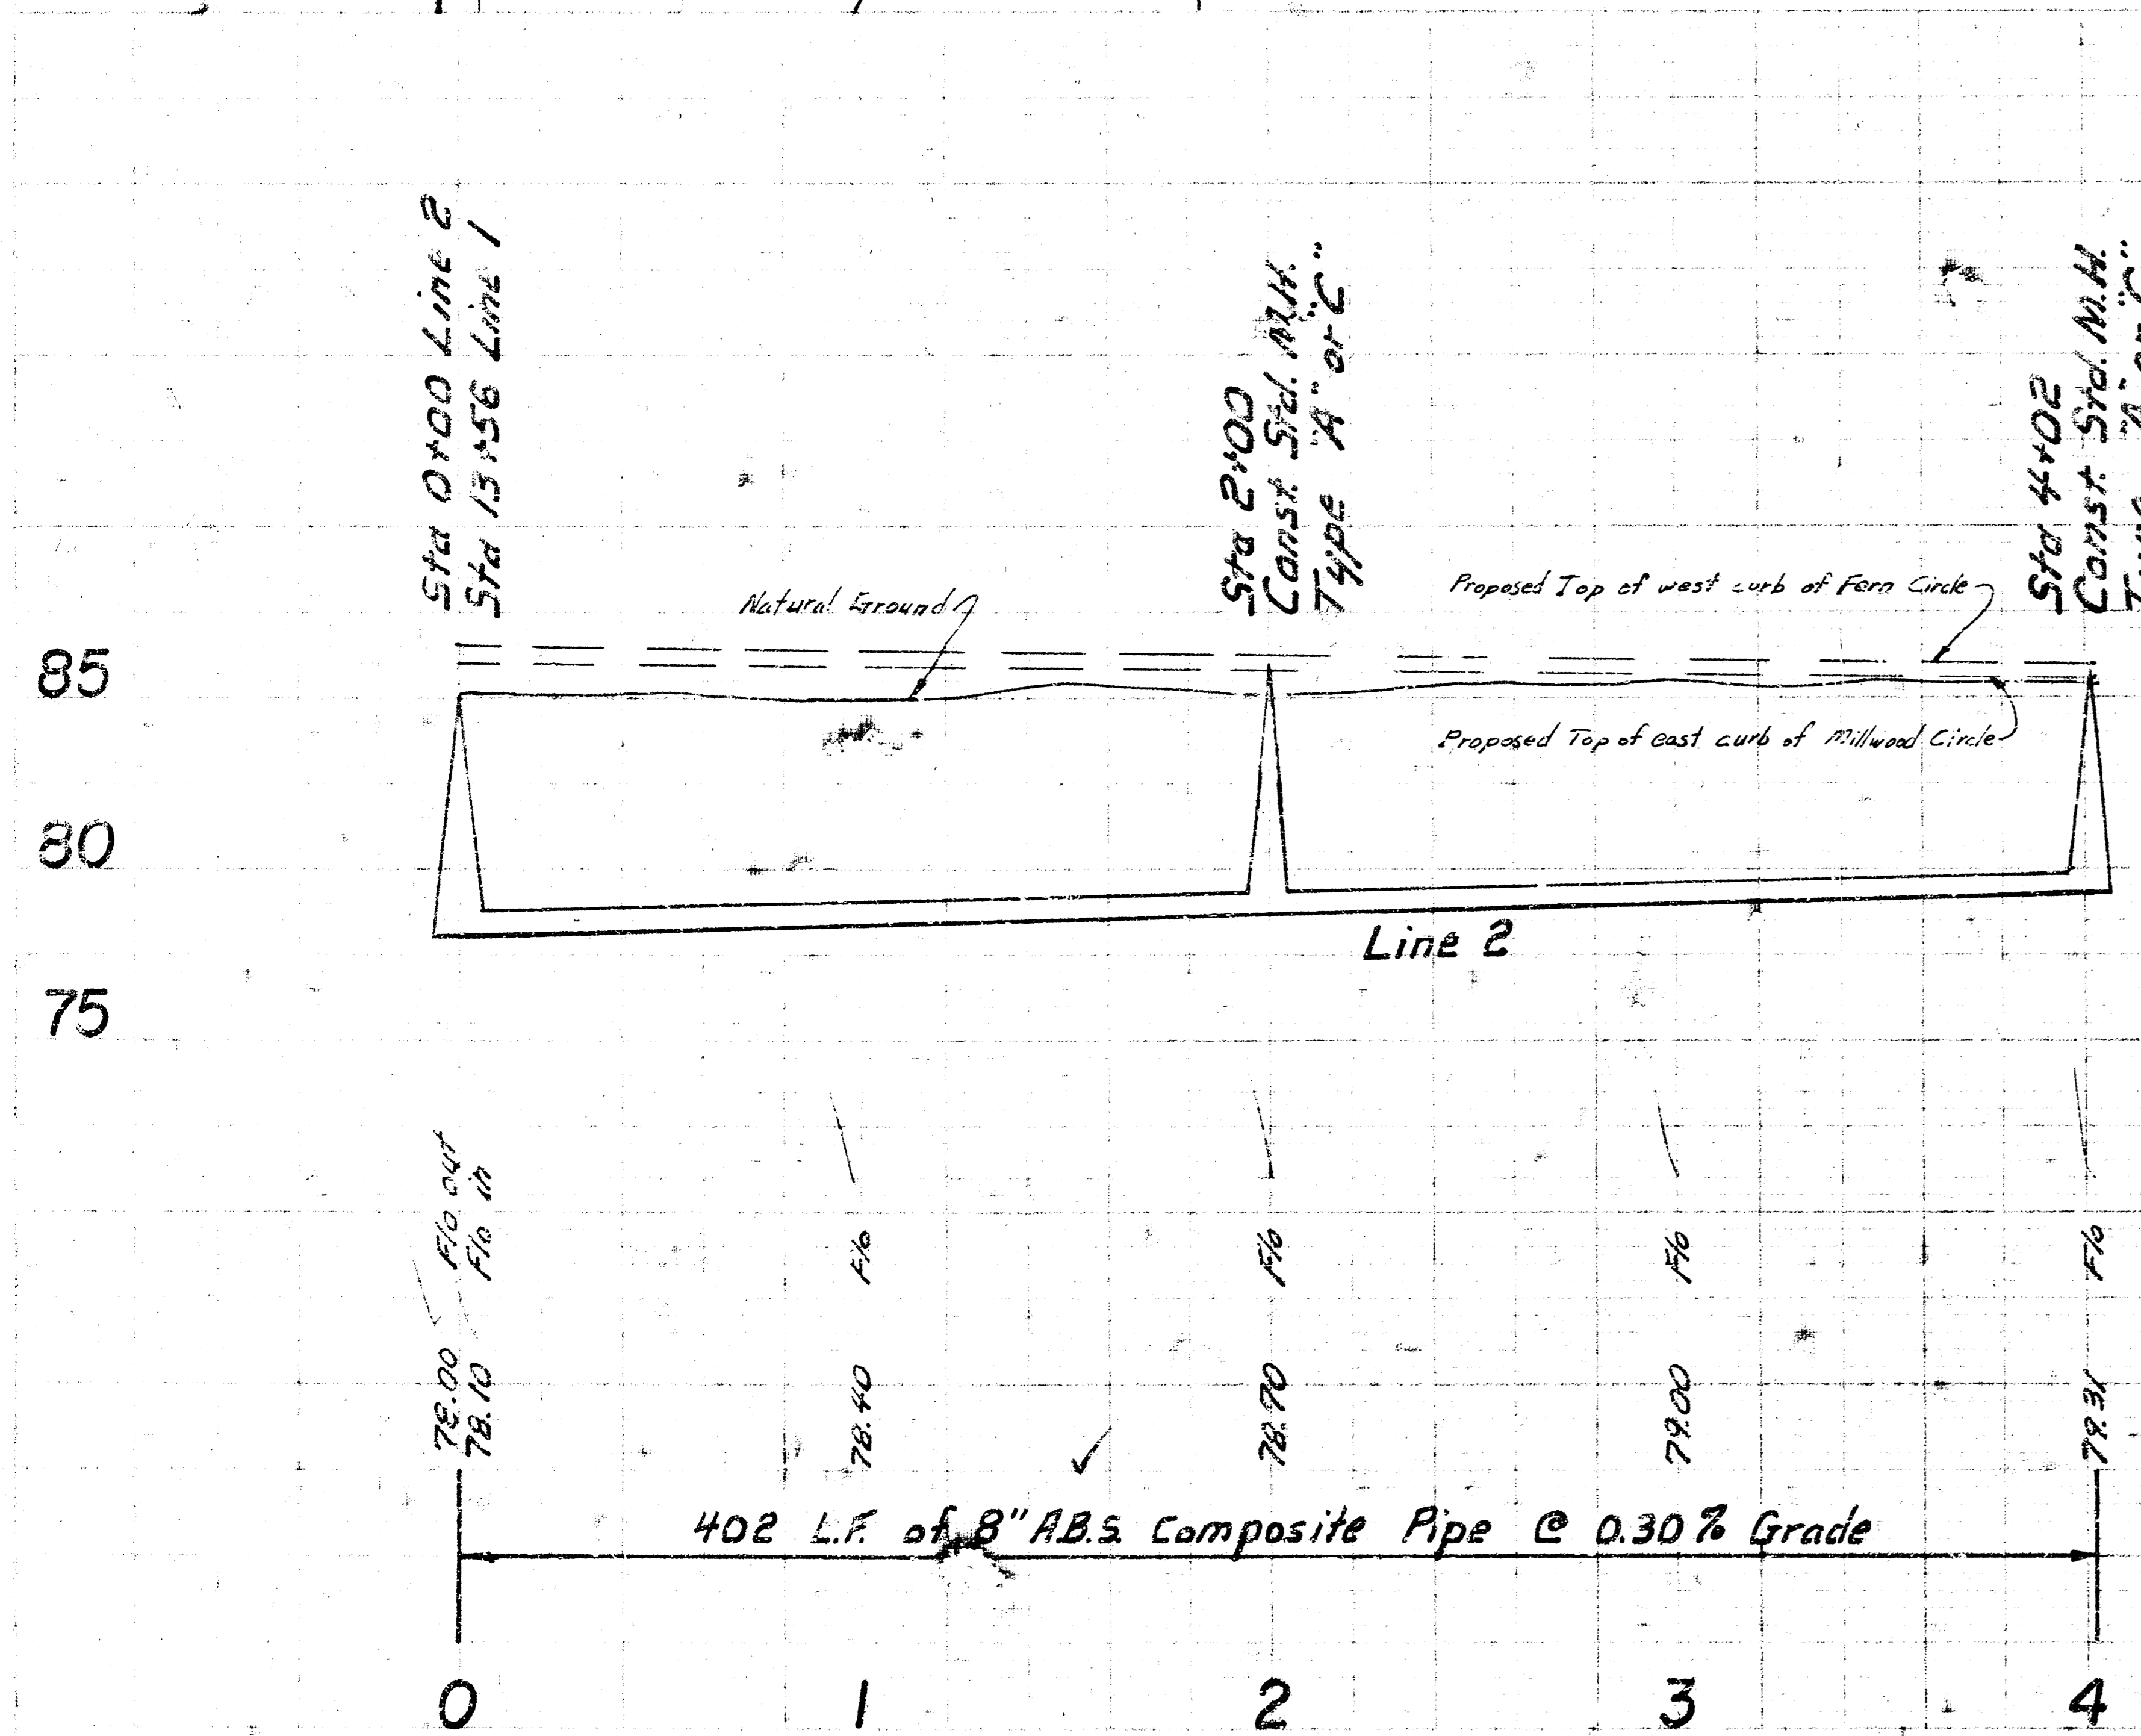 Sta 0+00 Line 2
Sta 13+56 Line 1
Sta 2+00
Const. Std. M.H.
Type "A" or "C"
Sta 4+02
Const. Std. M.H.
Natural Ground
Proposed Top of west curb of Fern Circle
85
Proposed Top of east curb of Millwood Circle
80
Line 2
75
78.00 Flo out
78.10 Flo in
78.40 Flo
78.70 Flo
79.00 Flo
79.31 Flo
402 L.F. of 8" A.B.S. Composite Pipe @ 0.30% Grade
0 1 2 3 4